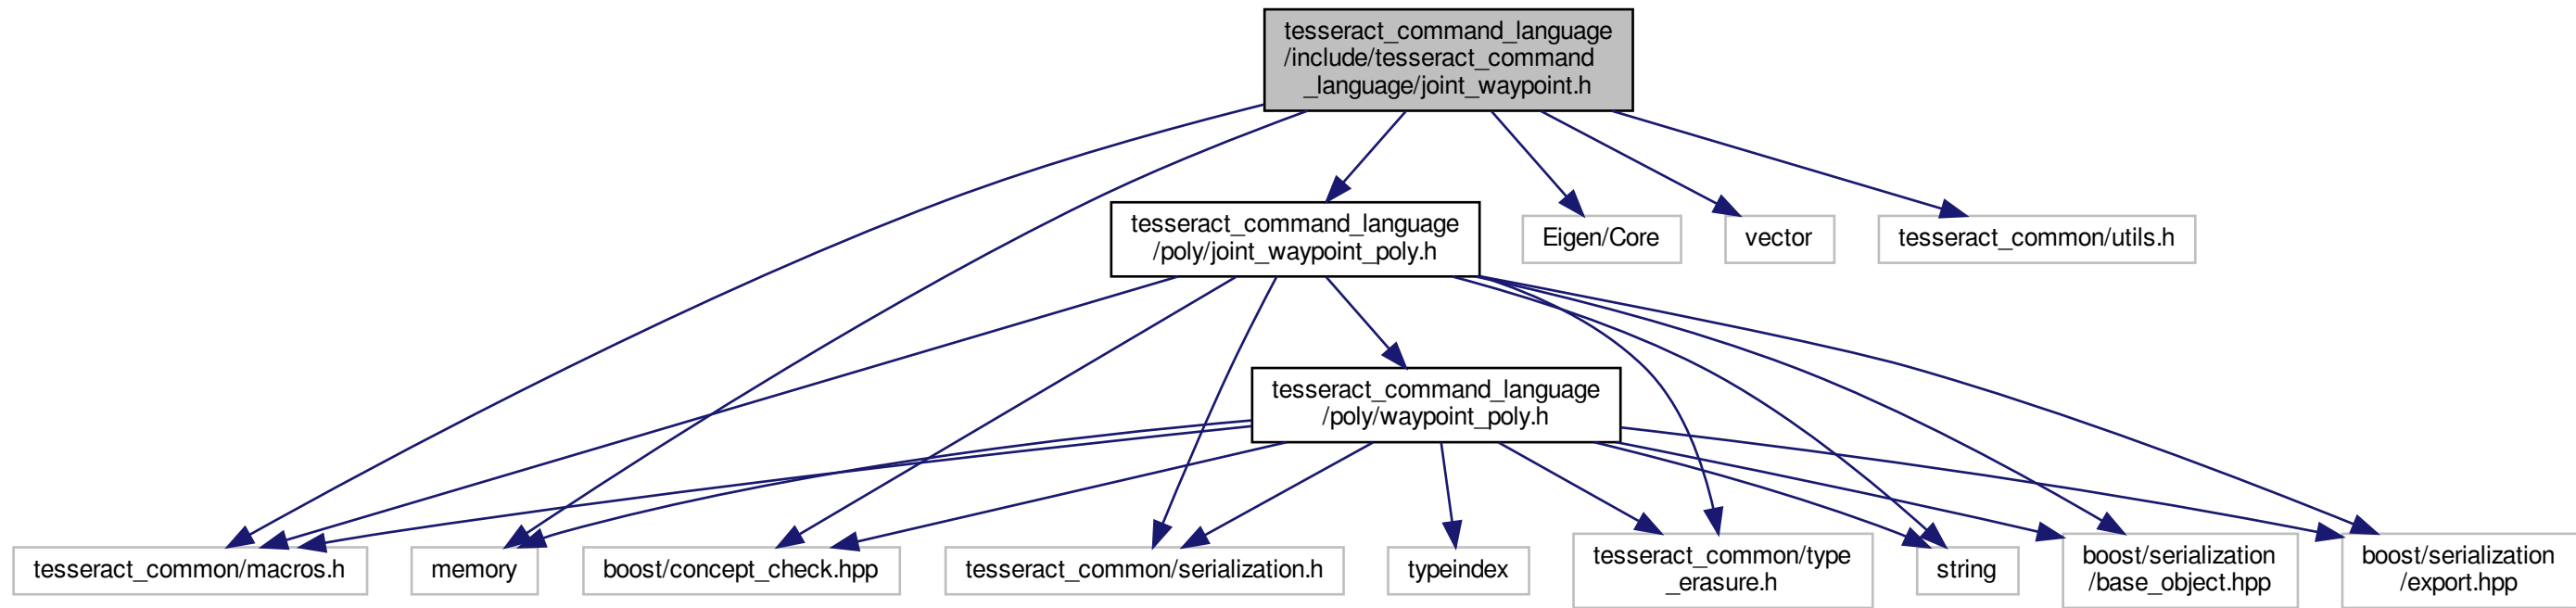 tesseract_command_language
/include/tesseract_command
_language/joint_waypoint.h
tesseract_command_language
/poly/joint_waypoint_poly.h
Eigen/Core
vector
tesseract_common/utils.h
tesseract_command_language
/poly/waypoint_poly.h
tesseract_common/macros.h
memory
boost/concept_check.hpp
tesseract_common/serialization.h
typeindex
tesseract_common/type
_erasure.h
string
boost/serialization
/base_object.hpp
boost/serialization
/export.hpp